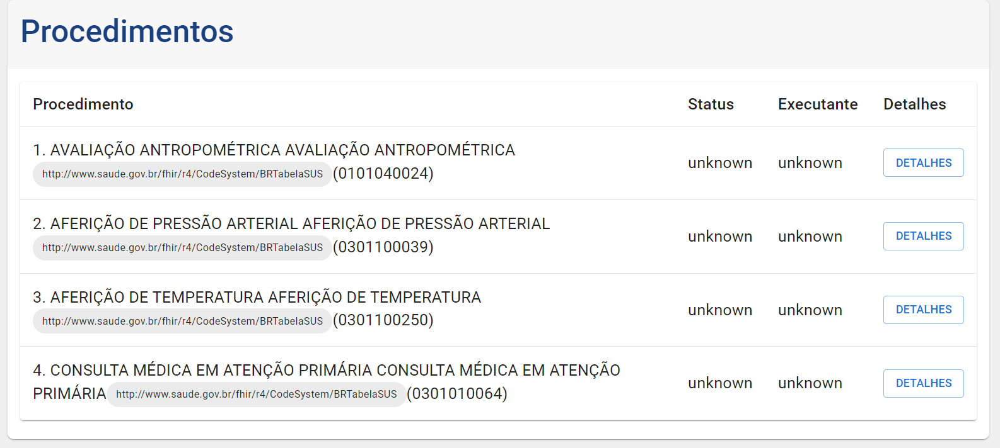 Procedimentos
Procedimento Status Executante Detalhes
1. AVALIAÇÃO ANTROPOMÉTRICA AVALIAÇÃO ANTROPOMÉTRICA
http://www.saude.gov.br/fhir/r4/CodeSystem/BRTabelaSUS (0101040024)
unknown unknown DETALHES
2. AFERIÇÃO DE PRESSÃO ARTERIAL AFERIÇÃO DE PRESSÃO ARTERIAL
http://www.saude.gov.br/fhir/r4/CodeSystem/BRTabelaSUS (0301100039)
unknown unknown DETALHES
3. AFERIÇÃO DE TEMPERATURA AFERIÇÃO DE TEMPERATURA
http://www.saude.gov.br/fhir/r4/CodeSystem/BRTabelaSUS (0301100250)
unknown unknown DETALHES
4. CONSULTA MÉDICA EM ATENÇÃO PRIMÁRIA CONSULTA MÉDICA EM ATENÇÃO
PRIMÁRIA http://www.saude.gov.br/fhir/r4/CodeSystem/BRTabelaSUS (0301010064)
unknown unknown DETALHES